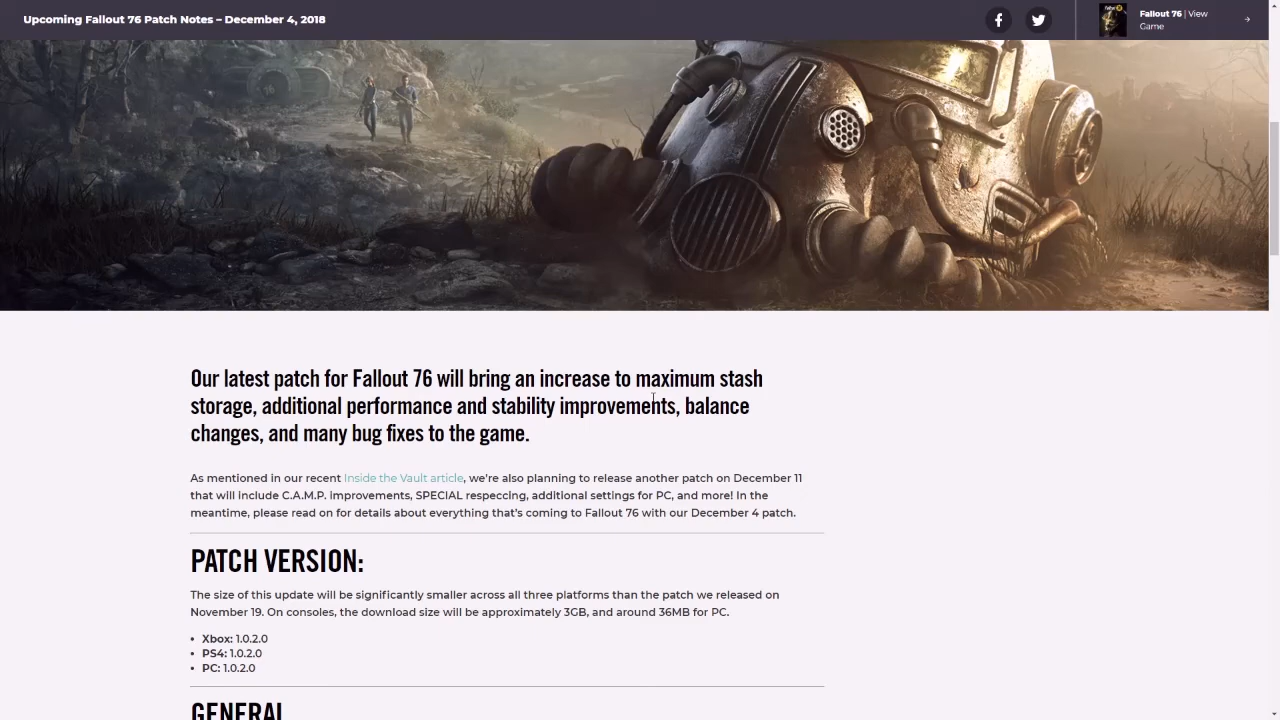 Upcoming Fallout 76 Patch Notes – December 4, 2018
Fallout 76 | View
Game
Our latest patch for Fallout 76 will bring an increase to maximum stash
storage, additional performance and stability improvements, balance
changes, and many bug fixes to the game.
As mentioned in our recent Inside the Vault article, we're also planning to release another patch on December 11
that will include C.A.M.P. improvements, SPECIAL respeccing, additional settings for PC, and more! In the
meantime, please read on for details about everything that's coming to Fallout 76 with our December 4 patch.
PATCH VERSION:
The size of this update will be significantly smaller across all three platforms than the patch we released on
November 19. On consoles, the download size will be approximately 3GB, and around 36MB for PC.
• Xbox: 1.0.2.0
• PS4: 1.0.2.0
• PC: 1.0.2.0
GENERAL